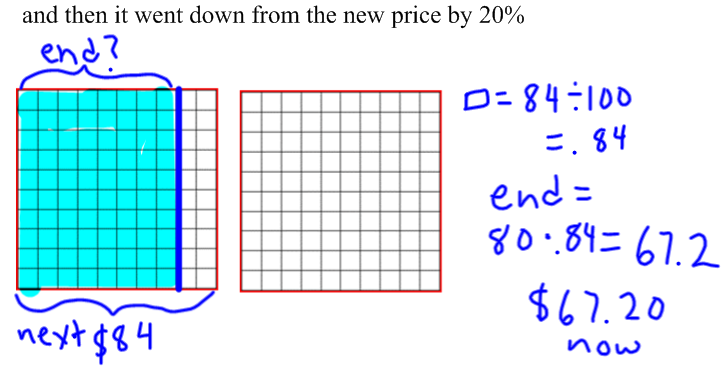 and then it went down from the new price by 20%
end?
next $84
□ = 84 ÷ 100
= .84
end =
80 · .84 = 67.2
$67.20
now